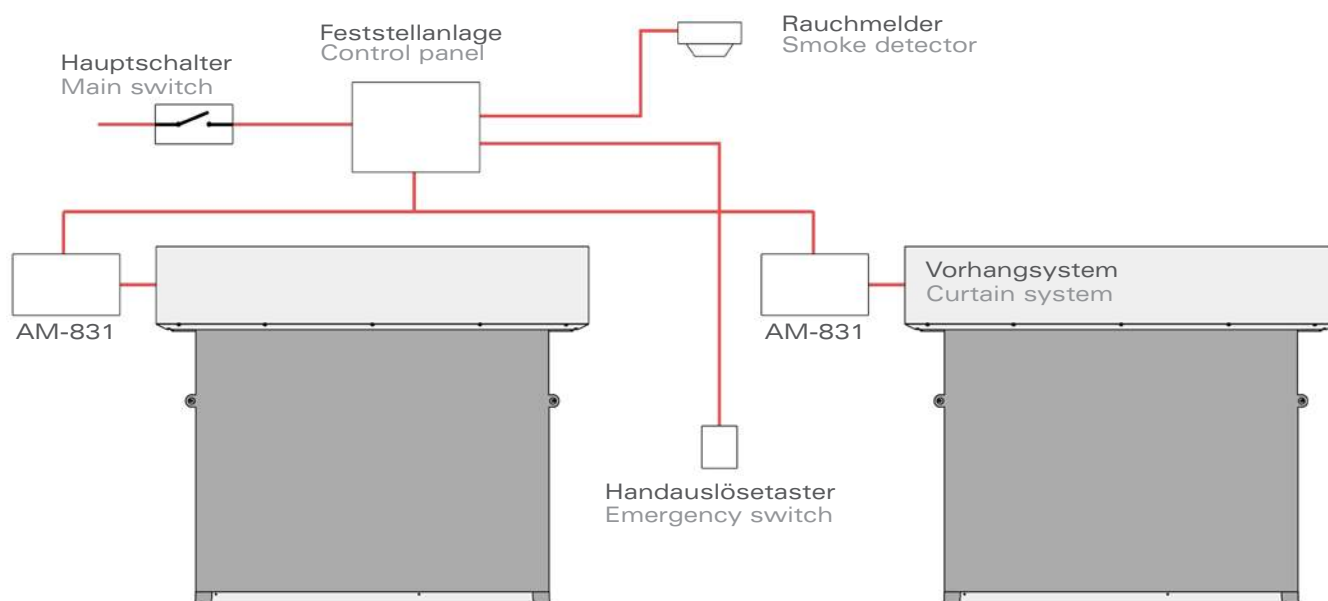 Hauptschalter
Main switch
Feststellanlage
Control panel
Rauchmelder
Smoke detector
AM-831
AM-831
Vorhangsystem
Curtain system
Handauslösetaster
Emergency switch